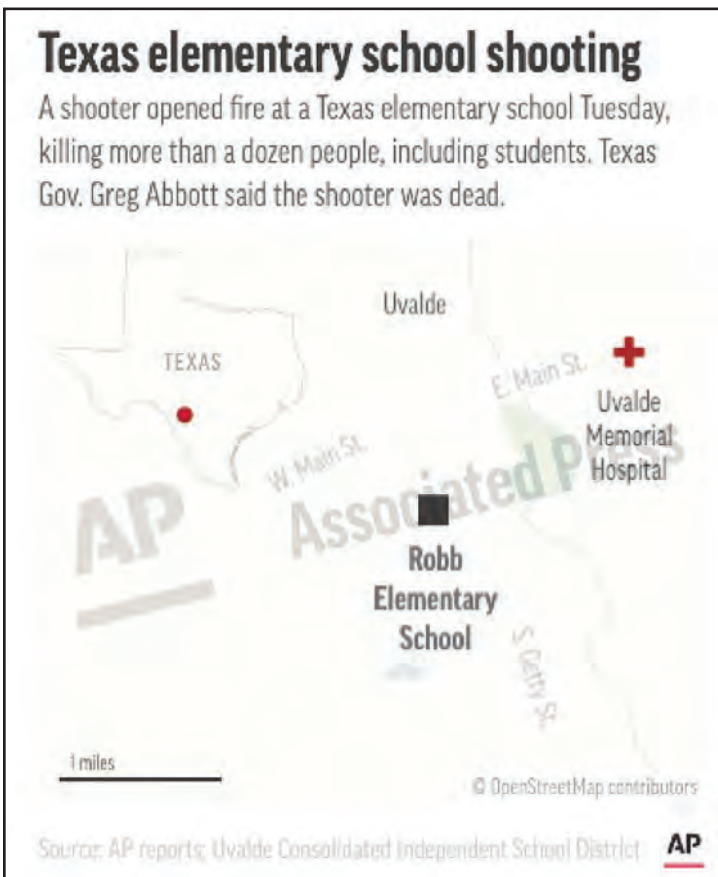 Texas elementary school shooting
A shooter opened fire at a Texas elementary school Tuesday,
killing more than a dozen people, including students. Texas
Gov. Greg Abbott said the shooter was dead.
Uvalde
TEXAS
E. Main St.
Uvalde
Memorial
Hospital
W. Main St.
AP
Associated Press
Robb
Elementary
School
S. Getty St.
1 miles
© OpenStreetMap contributors
Source: AP reports; Uvalde Consolidated Independent School District
AP